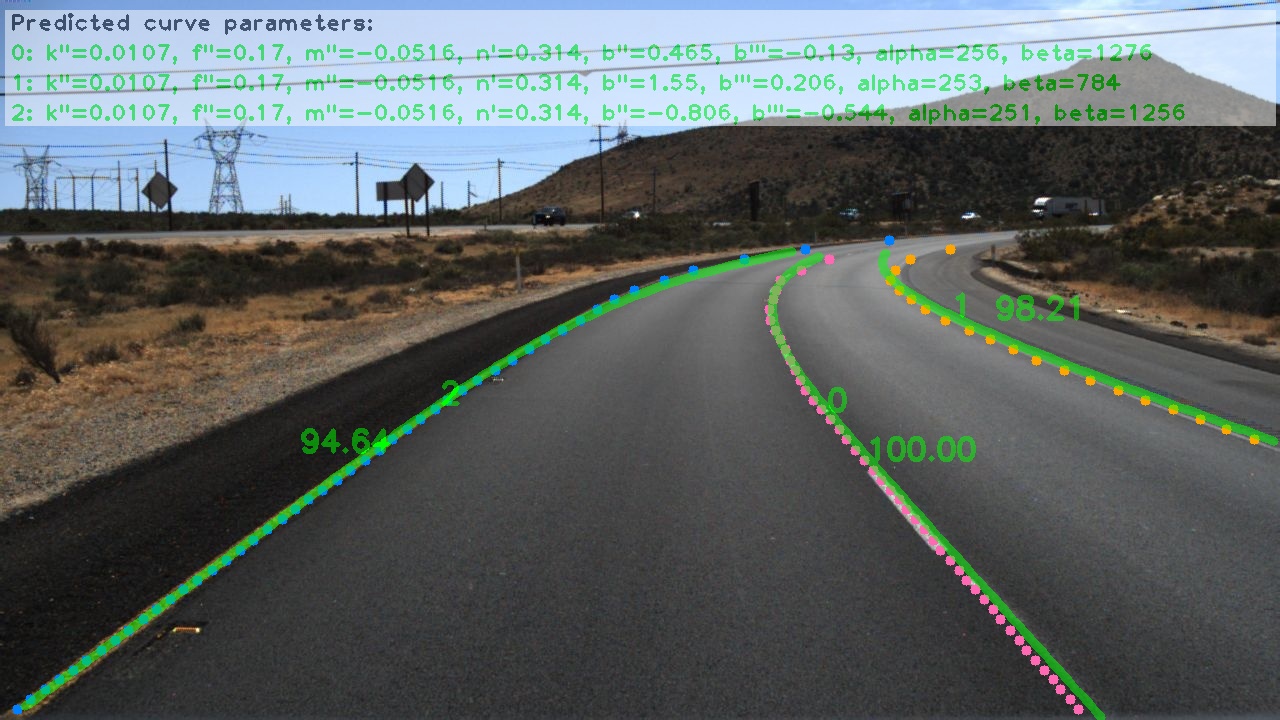 Predicted curve parameters:
0: k''=0.0107, f''=0.17, m''=−0.0516, n'=0.314, b''=0.465, b'''=−0.13, alpha=256, beta=1276
1: k''=0.0107, f''=0.17, m''=−0.0516, n'=0.314, b''=1.55, b'''=0.206, alpha=253, beta=784
2: k''=0.0107, f''=0.17, m''=−0.0516, n'=0.314, b''=−0.806, b'''=−0.544, alpha=251, beta=1256
1 98.21
2
0
94.64
100.00